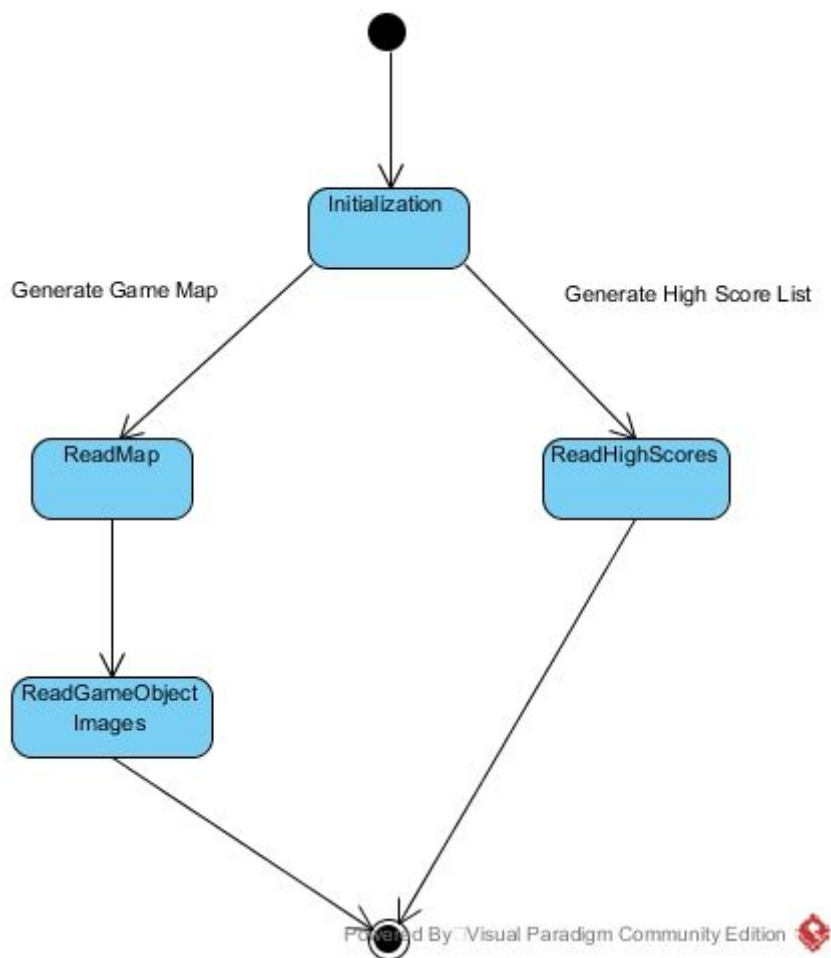 Initialization
Generate Game Map
Generate High Score List
ReadMap
ReadHighScores
ReadGameObject
Images
Powered By Visual Paradigm Community Edition